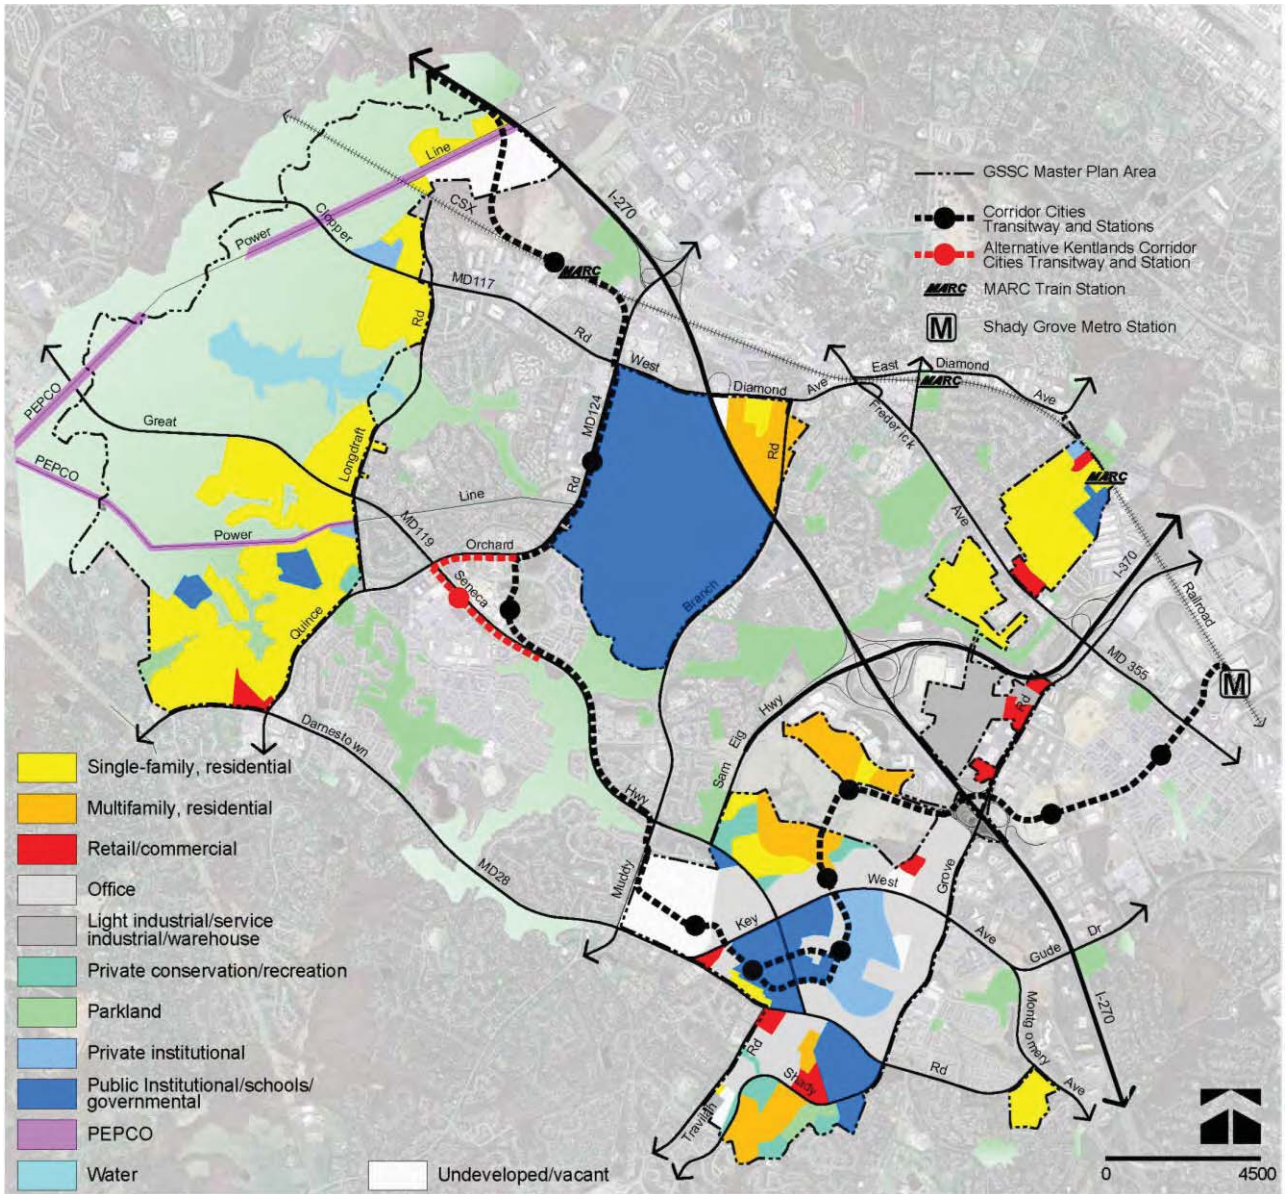 GSSC Master Plan Area
Corridor Cities
Transitway and Stations
Alternative Kentlands Corridor
Cities Transitway and Station
MARC
MARC Train Station
M
Shady Grove Metro Station
Line
Power
CSX
I-270
Clopper
MD117
Rd
Rd
MARC
West
Diamond
Ave
East
Diamond
Ave
MARC
PEPCO
Great
Longdraft
MD124
Rd
Rd
Frederick
Ave
MARC
PEPCO
Power
Line
MD119
Orchard
Seneca
Quince
Branch
I-370
Railroad
MD 355
M
Darnestown
Sam Eig
Hwy
Rd
Hwy
MD28
Muddy
West
Grove
Key
Ave
Gude
Dr
I-270
Montgomery
Ave
Rd
Rd
Shady
Travilah
Single-family, residential
Multifamily, residential
Retail/commercial
Office
Light industrial/service
industrial/warehouse
Private conservation/recreation
Parkland
Private institutional
Public Institutional/schools/
governmental
PEPCO
Water
Undeveloped/vacant
0
4500